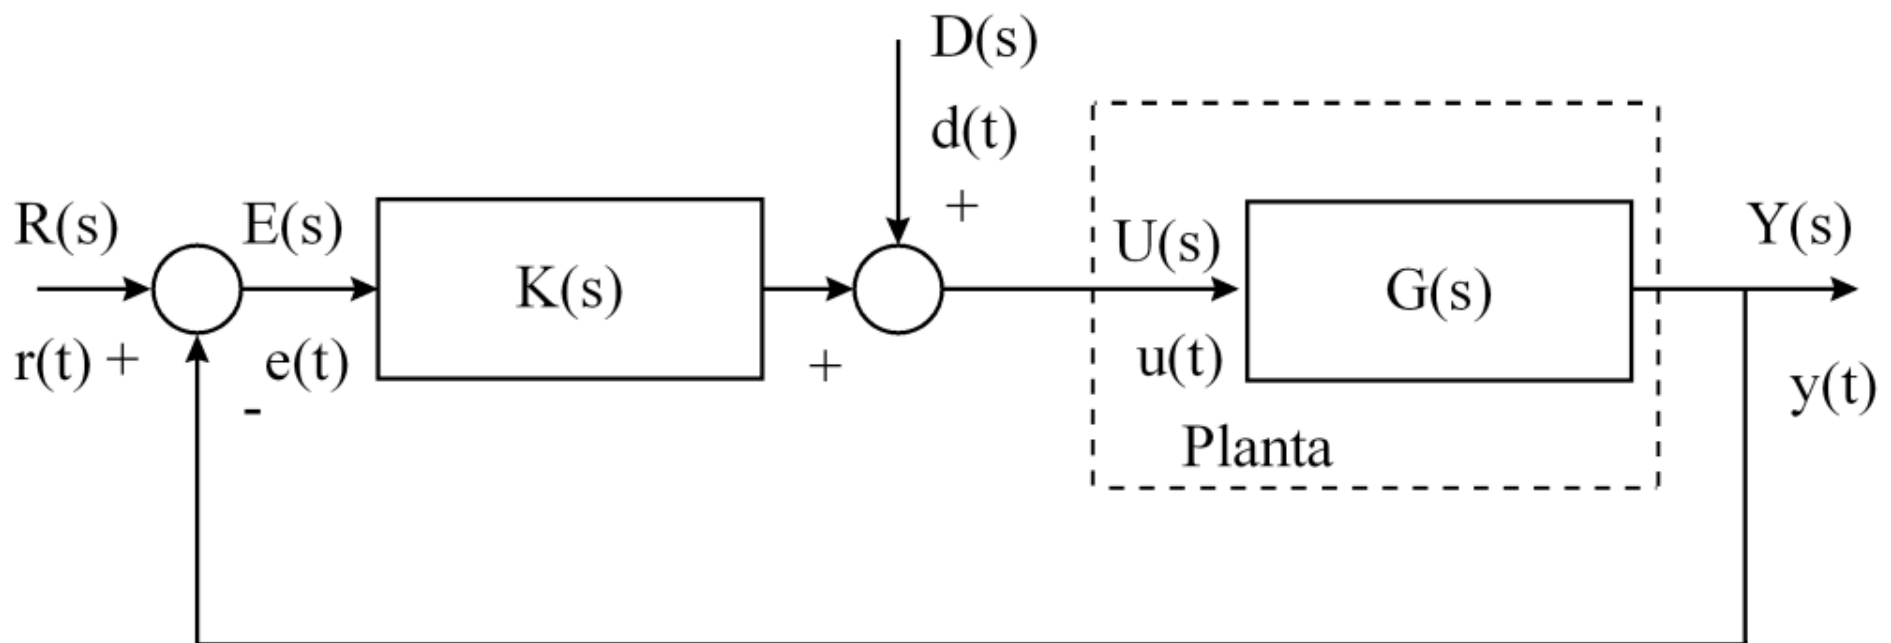 D(s)
d(t)
+
R(s)
E(s)
U(s)
Y(s)
K(s)
G(s)
r(t) +
e(t)
+
u(t)
y(t)
-
Planta